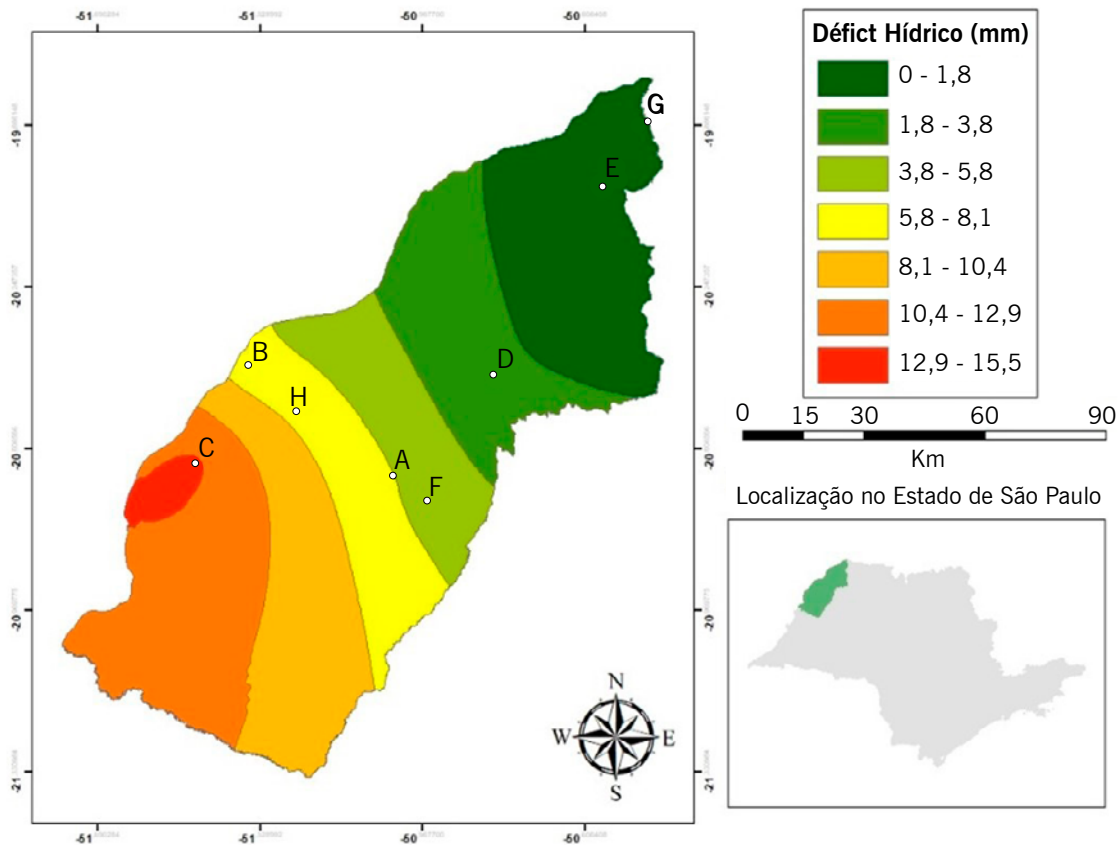 -51
-51
-50
-50
Défict Hídrico (mm)
0 - 1,8
1,8 - 3,8
3,8 - 5,8
5,8 - 8,1
8,1 - 10,4
10,4 - 12,9
12,9 - 15,5
G
E
B
D
H
C
A
F
-19
-20
-20
-20
-21
-19
-20
-20
-20
-21
0 15 30 60 90
Km
Localização no Estado de São Paulo
N
W E
S
-51
-51
-50
-50